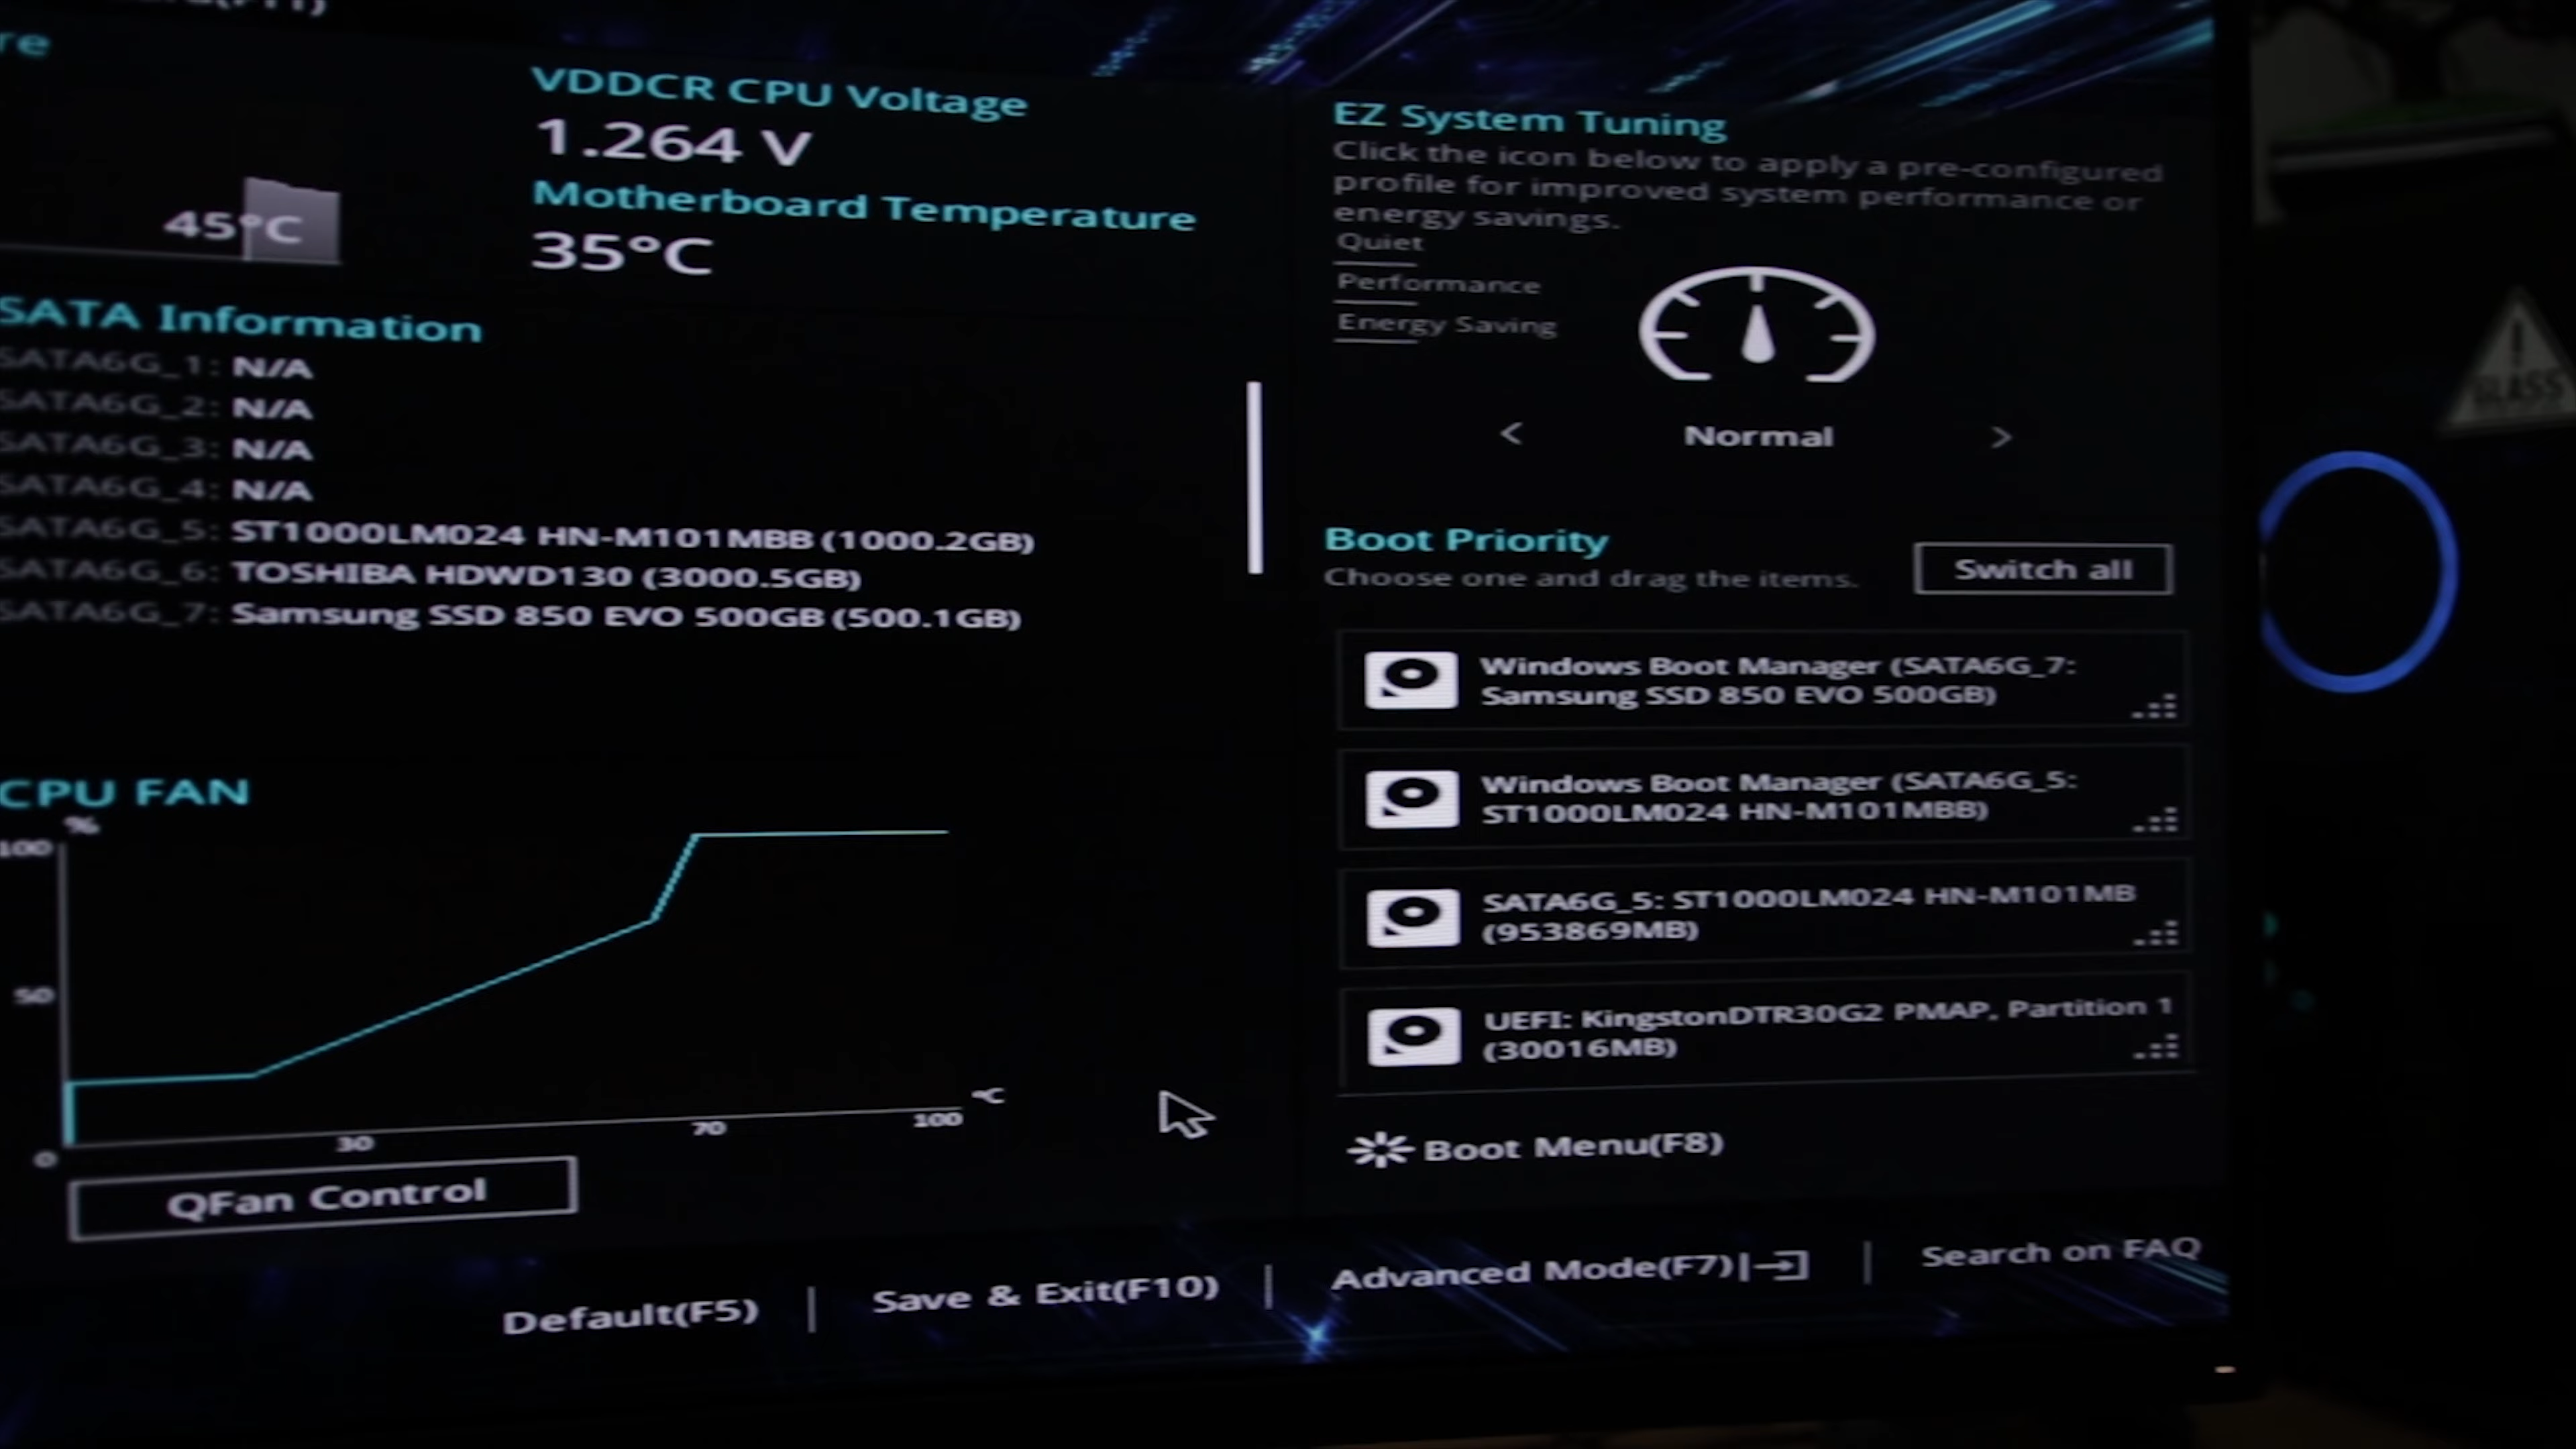 VDDCR CPU Voltage
1.264 V
45°C
Motherboard Temperature
35°C
SATA Information
SATA6G_1: N/A
SATA6G_2: N/A
SATA6G_3: N/A
SATA6G_4: N/A
SATA6G_5: ST1000LM024 HN-M101MBB (1000.2GB)
SATA6G_6: TOSHIBA HDWD130 (3000.5GB)
SATA6G_7: Samsung SSD 850 EVO 500GB (500.1GB)
CPU FAN
%
100
50
0
30
70
100
°C
QFan Control
EZ System Tuning
Click the icon below to apply a pre-configured
profile for improved system performance or
energy savings.
Quiet
Performance
Energy Saving
< Normal >
Boot Priority
Choose one and drag the items.
Switch all
Windows Boot Manager (SATA6G_7:
Samsung SSD 850 EVO 500GB)
Windows Boot Manager (SATA6G_5:
ST1000LM024 HN-M101MBB)
SATA6G_5: ST1000LM024 HN-M101MB
(953869MB)
UEFI: KingstonDTR30G2 PMAP, Partition 1
(30016MB)
Boot Menu(F8)
Default(F5) | Save & Exit(F10) | Advanced Mode(F7) | Search on FAQ
GLASS